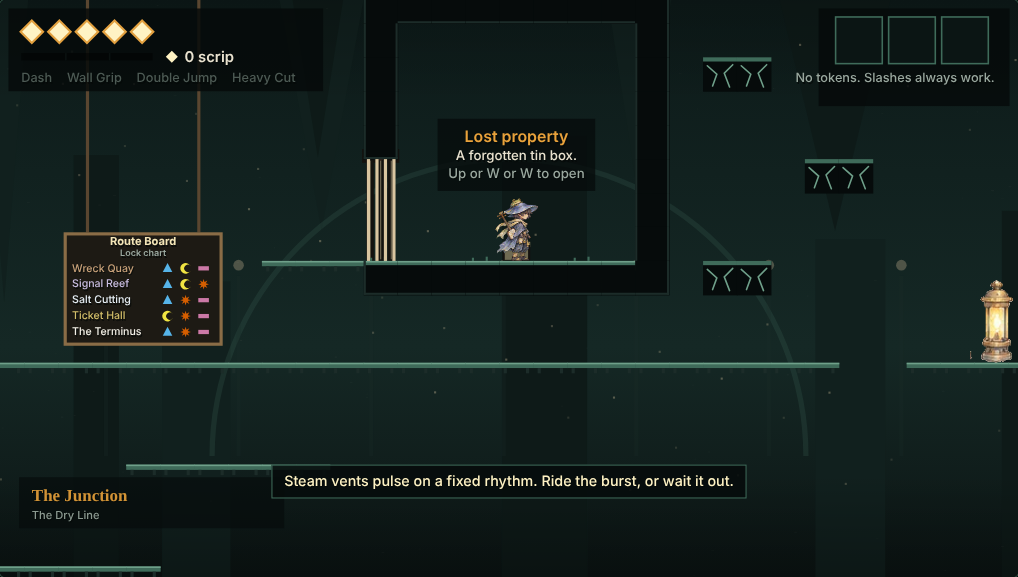 0 scrip
Dash Wall Grip Double Jump Heavy Cut
No tokens. Slashes always work.
Lost property
A forgotten tin box.
Up or W or W to open
Route Board
Lock chart
Wreck Quay
Signal Reef
Salt Cutting
Ticket Hall
The Terminus
Steam vents pulse on a fixed rhythm. Ride the burst, or wait it out.
The Junction
The Dry Line